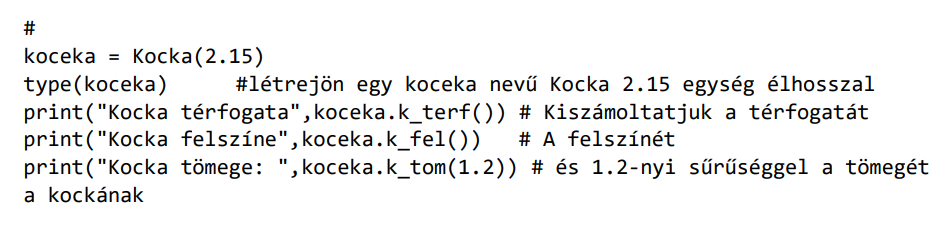 #
koceka = Kocka(2.15)
type(koceka)      #létrejön egy koceka nevű Kocka 2.15 egység élhosszal
print("Kocka térfogata",koceka.k_terf()) # Kiszámoltatjuk a térfogatát
print("Kocka felszíne",koceka.k_fel())   # A felszínét
print("Kocka tömege: ",koceka.k_tom(1.2)) # és 1.2-nyi sűrűséggel a tömegét
a kockának